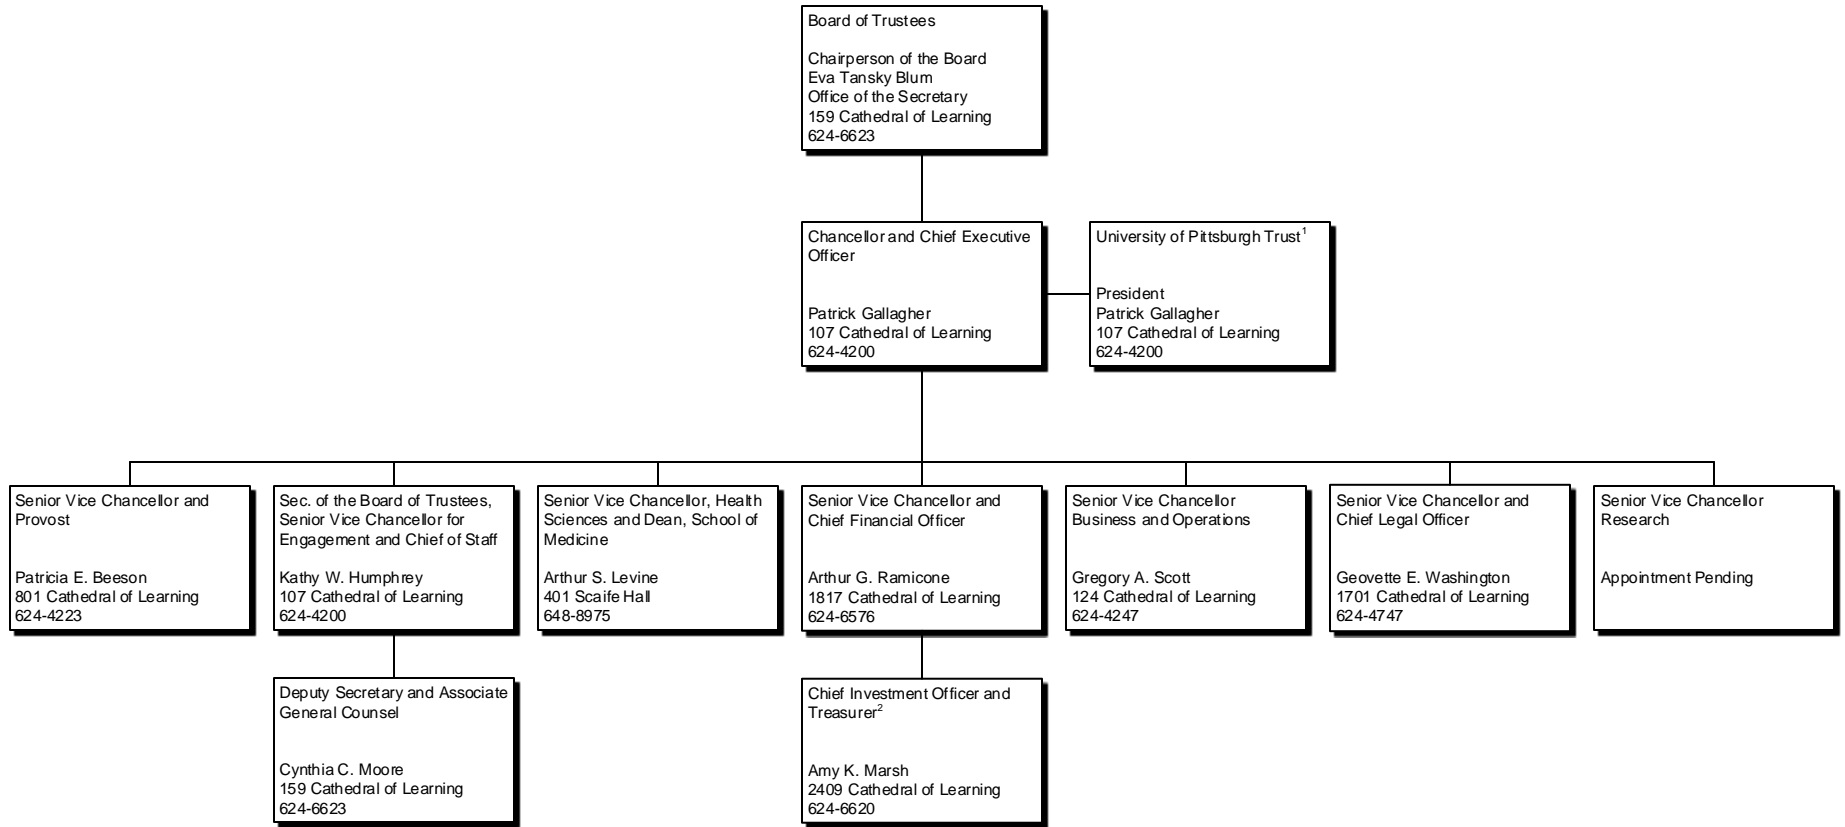 Board of Trustees
Chairperson of the Board
Eva Tansky Blum
Office of the Secretary
159 Cathedral of Learning
624-6623
Chancellor and Chief Executive
Officer
Patrick Gallagher
107 Cathedral of Learning
624-4200
University of Pittsburgh Trust¹
President
Patrick Gallagher
107 Cathedral of Learning
624-4200
Senior Vice Chancellor and
Provost
Patricia E. Beeson
801 Cathedral of Learning
624-4223
Sec. of the Board of Trustees,
Senior Vice Chancellor for
Engagement and Chief of Staff
Kathy W. Humphrey
107 Cathedral of Learning
624-4200
Senior Vice Chancellor, Health
Sciences and Dean, School of
Medicine
Arthur S. Levine
401 Scaife Hall
648-8975
Senior Vice Chancellor and
Chief Financial Officer
Arthur G. Ramicone
1817 Cathedral of Learning
624-6576
Senior Vice Chancellor
Business and Operations
Gregory A. Scott
124 Cathedral of Learning
624-4247
Senior Vice Chancellor and
Chief Legal Officer
Geovette E. Washington
1701 Cathedral of Learning
624-4747
Senior Vice Chancellor
Research
Appointment Pending
Deputy Secretary and Associate
General Counsel
Cynthia C. Moore
159 Cathedral of Learning
624-6623
Chief Investment Officer and
Treasurer²
Amy K. Marsh
2409 Cathedral of Learning
624-6620